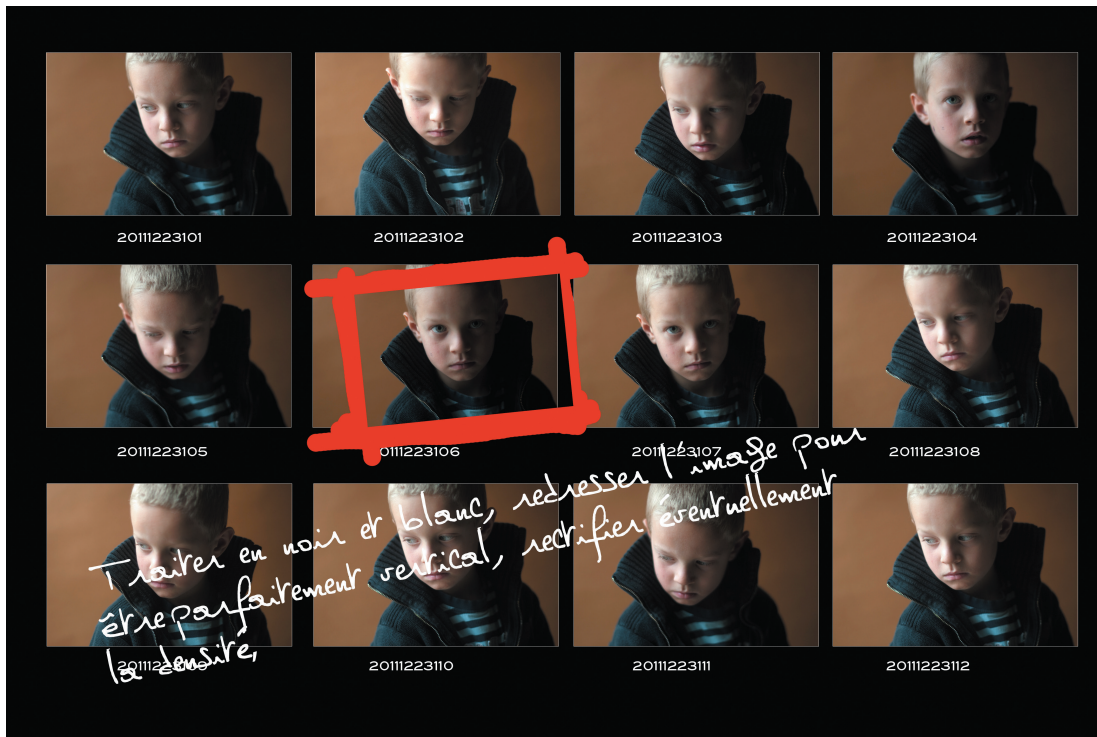 20111223101 20111223102 20111223103 20111223104
20111223105 20111223106 20111223107 20111223108
Traiter en noir et blanc, redresser l'image pour
être parfaitement vertical, rectifier éventuellement
la densité,
20111223109 20111223110 20111223111 20111223112